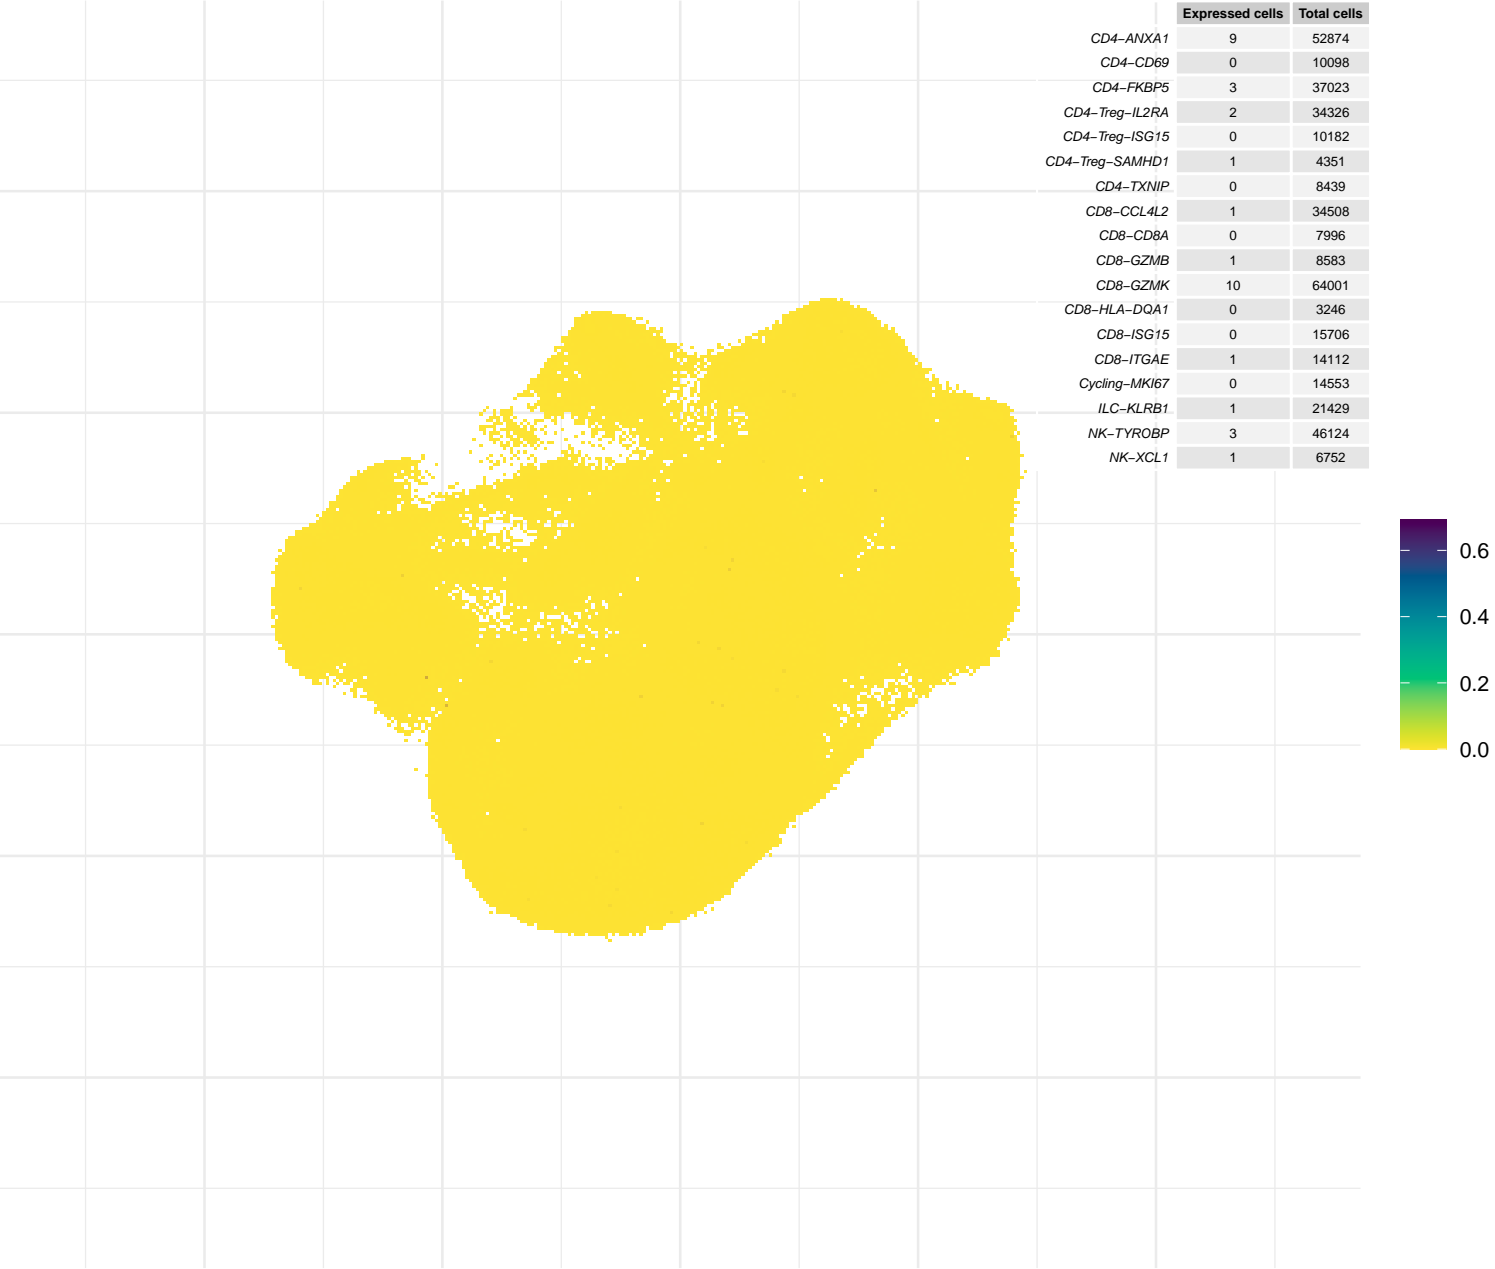 Expressed cells Total cells
CD4−ANXA1 9 52874
CD4−CD69 0 10098
CD4−FKBP5 3 37023
CD4−Treg−IL2RA 2 34326
CD4−Treg−ISG15 0 10182
CD4−Treg−SAMHD1 1 4351
CD4−TXNIP 0 8439
CD8−CCL4L2 1 34508
CD8−CD8A 0 7996
CD8−GZMB 1 8583
CD8−GZMK 10 64001
CD8−HLA−DQA1 0 3246
CD8−ISG15 0 15706
CD8−ITGAE 1 14112
Cycling−MKI67 0 14553
ILC−KLRB1 1 21429
NK−TYROBP 3 46124
NK−XCL1 1 6752
0.6
0.4
0.2
0.0